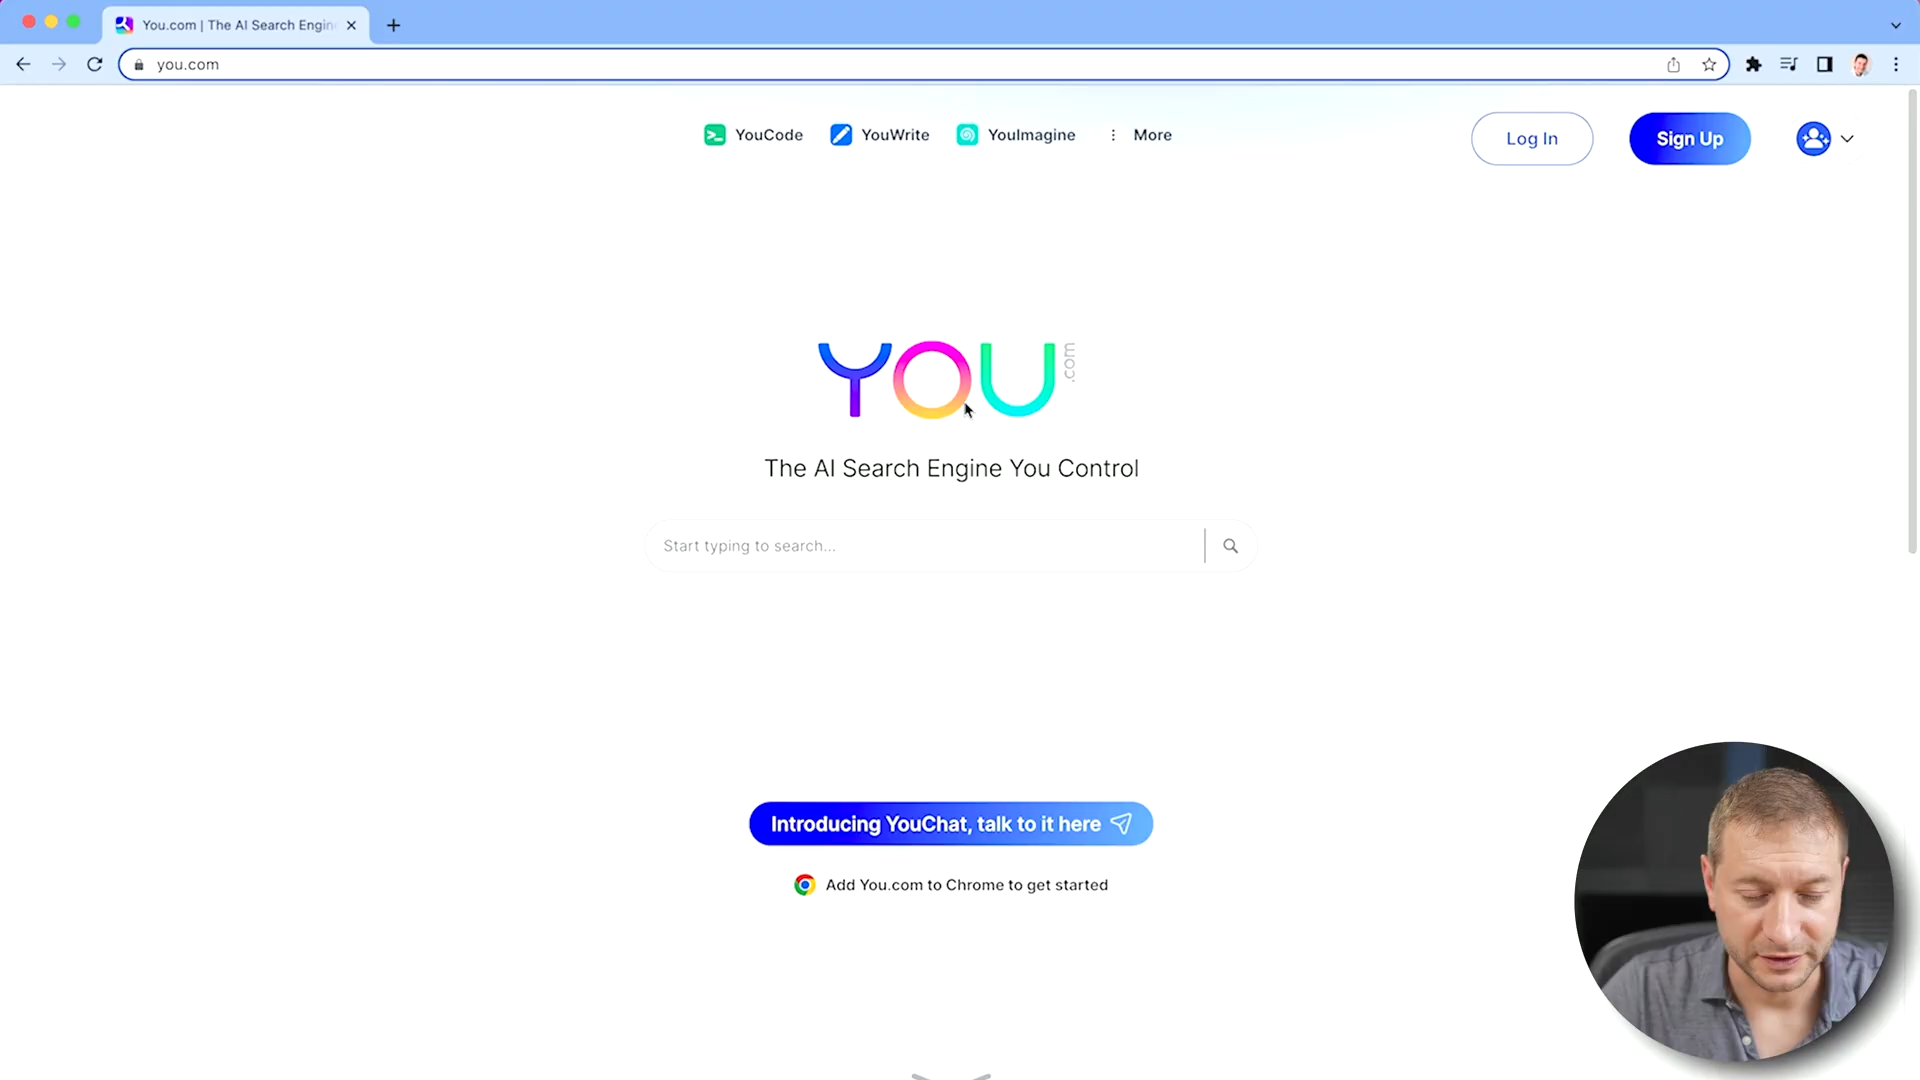 You.com | The AI Search Engin
you.com
YouCode
YouWrite
YouImagine
More
Log In
Sign Up
YOU.com
The AI Search Engine You Control
Start typing to search...
Introducing YouChat, talk to it here
Add You.com to Chrome to get started